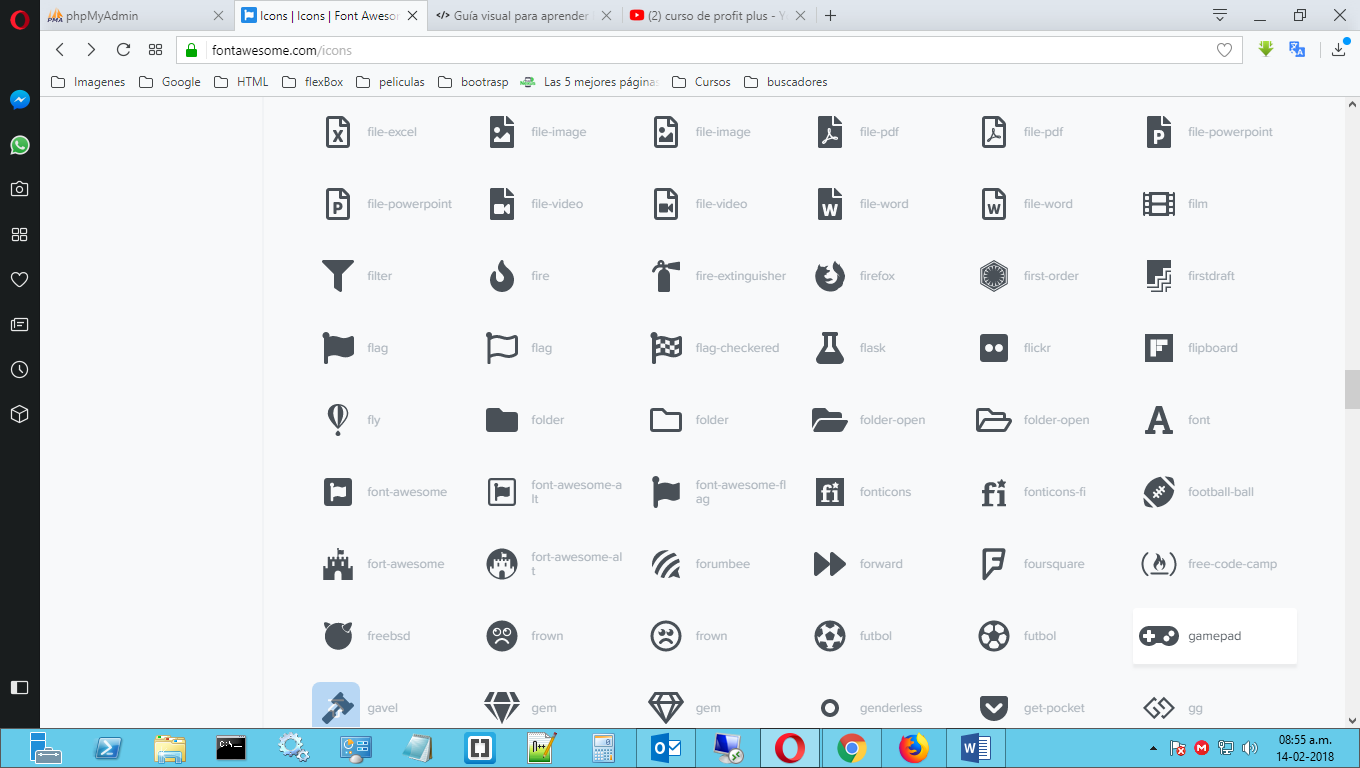 phpMyAdmin
Icons | Icons | Font Aweso
</> Guía visual para aprender
(2) curso de profit plus - Y
fontawesome.com/icons
Imagenes
Google
HTML
flexBox
peliculas
bootrasp
Las 5 mejores página
Cursos
buscadores
file-excel
file-image
file-image
file-pdf
file-pdf
file-powerpoint
file-powerpoint
file-video
file-video
file-word
file-word
film
filter
fire
fire-extinguisher
firefox
first-order
firstdraft
flag
flag
flag-checkered
flask
flickr
flipboard
fly
folder
folder
folder-open
folder-open
font
font-awesome
font-awesome-a
lt
font-awesome-fl
ag
fonticons
fonticons-fi
football-ball
fort-awesome
fort-awesome-al
t
forumbee
forward
foursquare
free-code-camp
freebsd
frown
frown
futbol
futbol
gamepad
gavel
gem
gem
genderless
get-pocket
gg
08:55 a.m.
14-02-2018